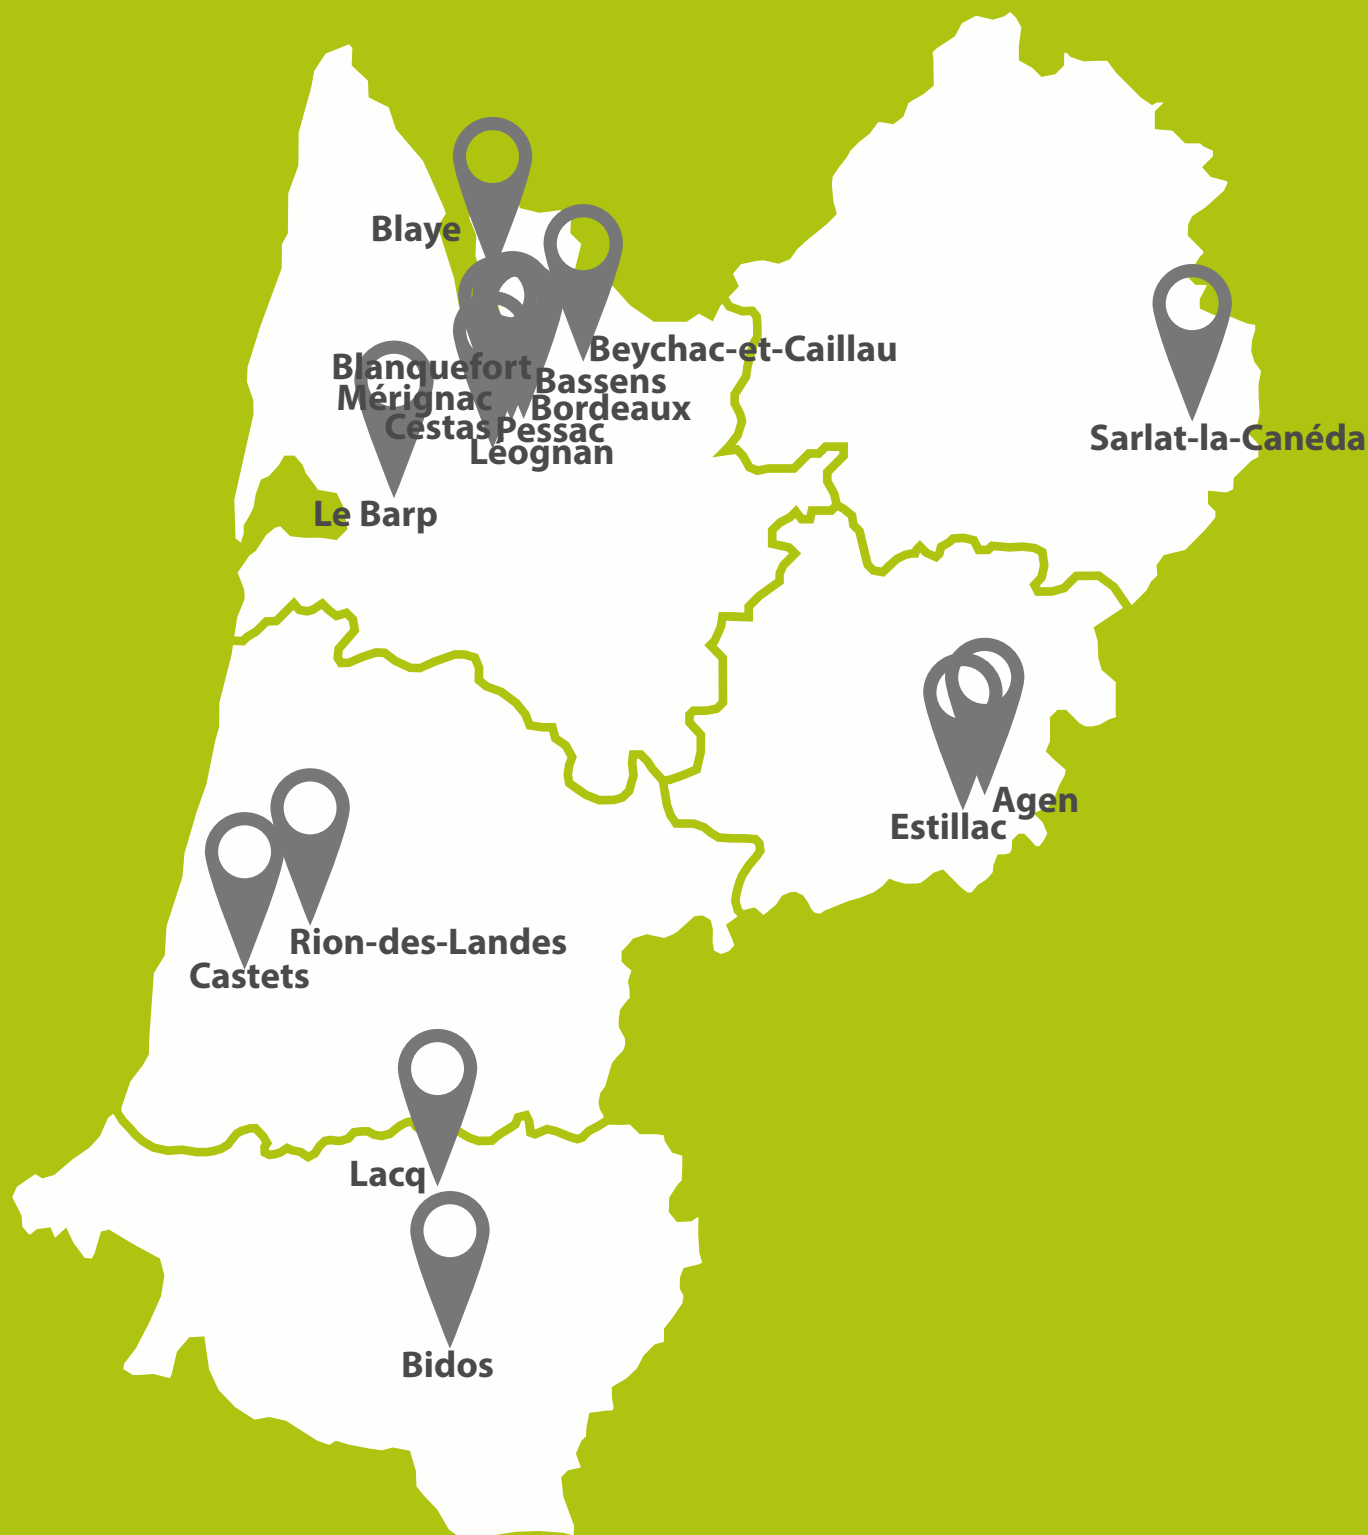 Blaye
Beychac-et-Caillau
Blanquefort
Bassens
Mérignac
Bordeaux
Cestas
Pessac
Léognan
Sarlat-la-Canéda
Le Barp
Agen
Estillac
Rion-des-Landes
Castets
Lacq
Bidos